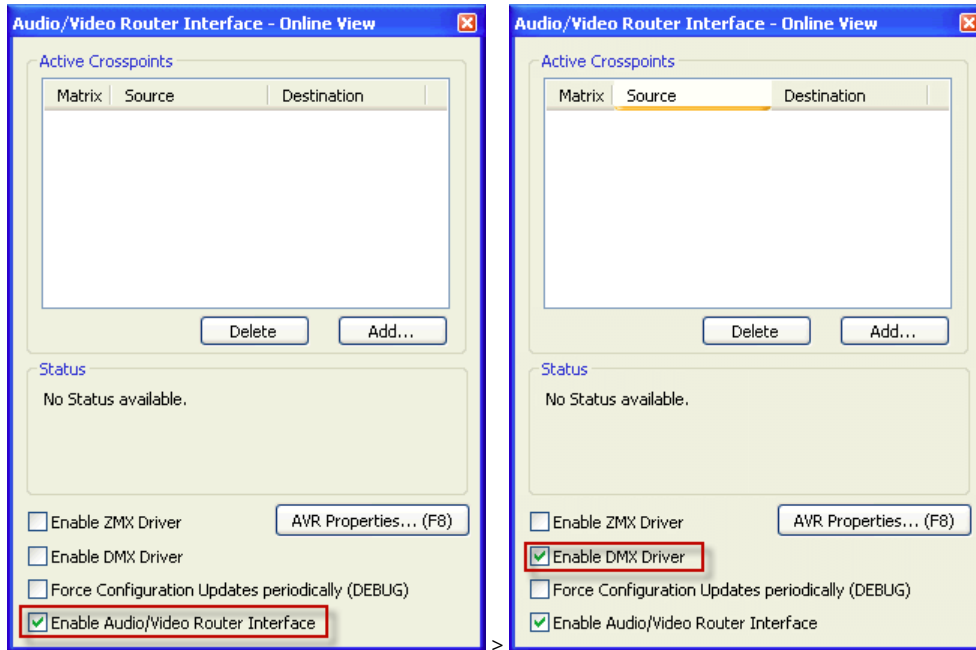 Audio/Video Router Interface - Online View
Active Crosspoints
Matrix Source Destination
Delete Add...
Status
No Status available.
Enable ZMX Driver AVR Properties... (F8)
Enable DMX Driver
Force Configuration Updates periodically (DEBUG)
Enable Audio/Video Router Interface
>
Audio/Video Router Interface - Online View
Active Crosspoints
Matrix Source Destination
Delete Add...
Status
No Status available.
Enable ZMX Driver AVR Properties... (F8)
Enable DMX Driver
Force Configuration Updates periodically (DEBUG)
Enable Audio/Video Router Interface